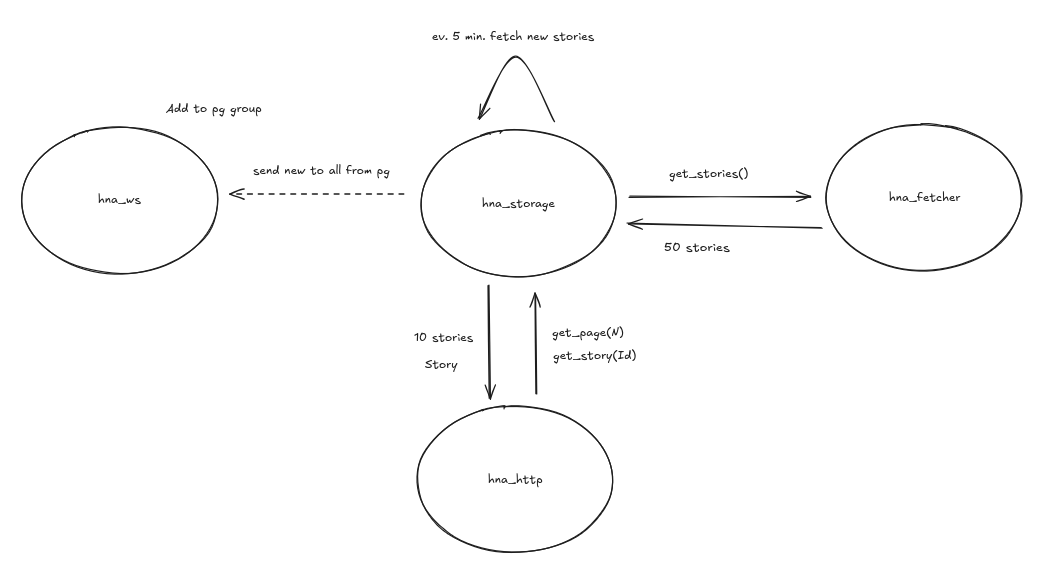 ev. 5 min. fetch new stories
Add to pg group
send new to all from pg
get_stories()
hna_ws
hna_storage
hna_fetcher
50 stories
10 stories
Story
get_page(N)
get_story(Id)
hna_http